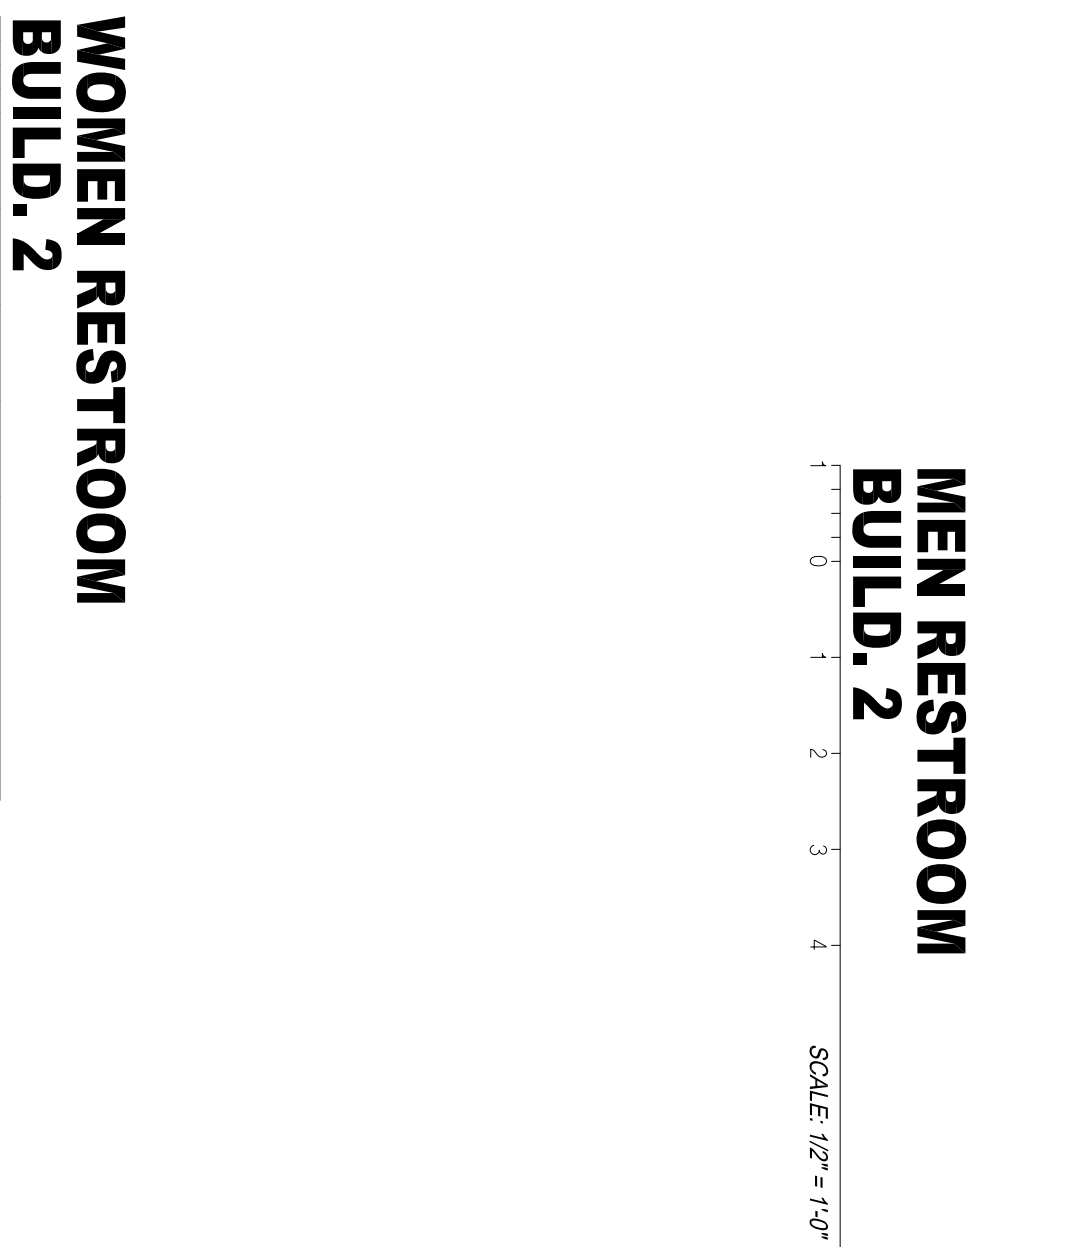 MEN RESTROOM
BUILD. 2
1 0 1 2 3 4 SCALE: 1/2" = 1'-0"
WOMEN RESTROOM
BUILD. 2